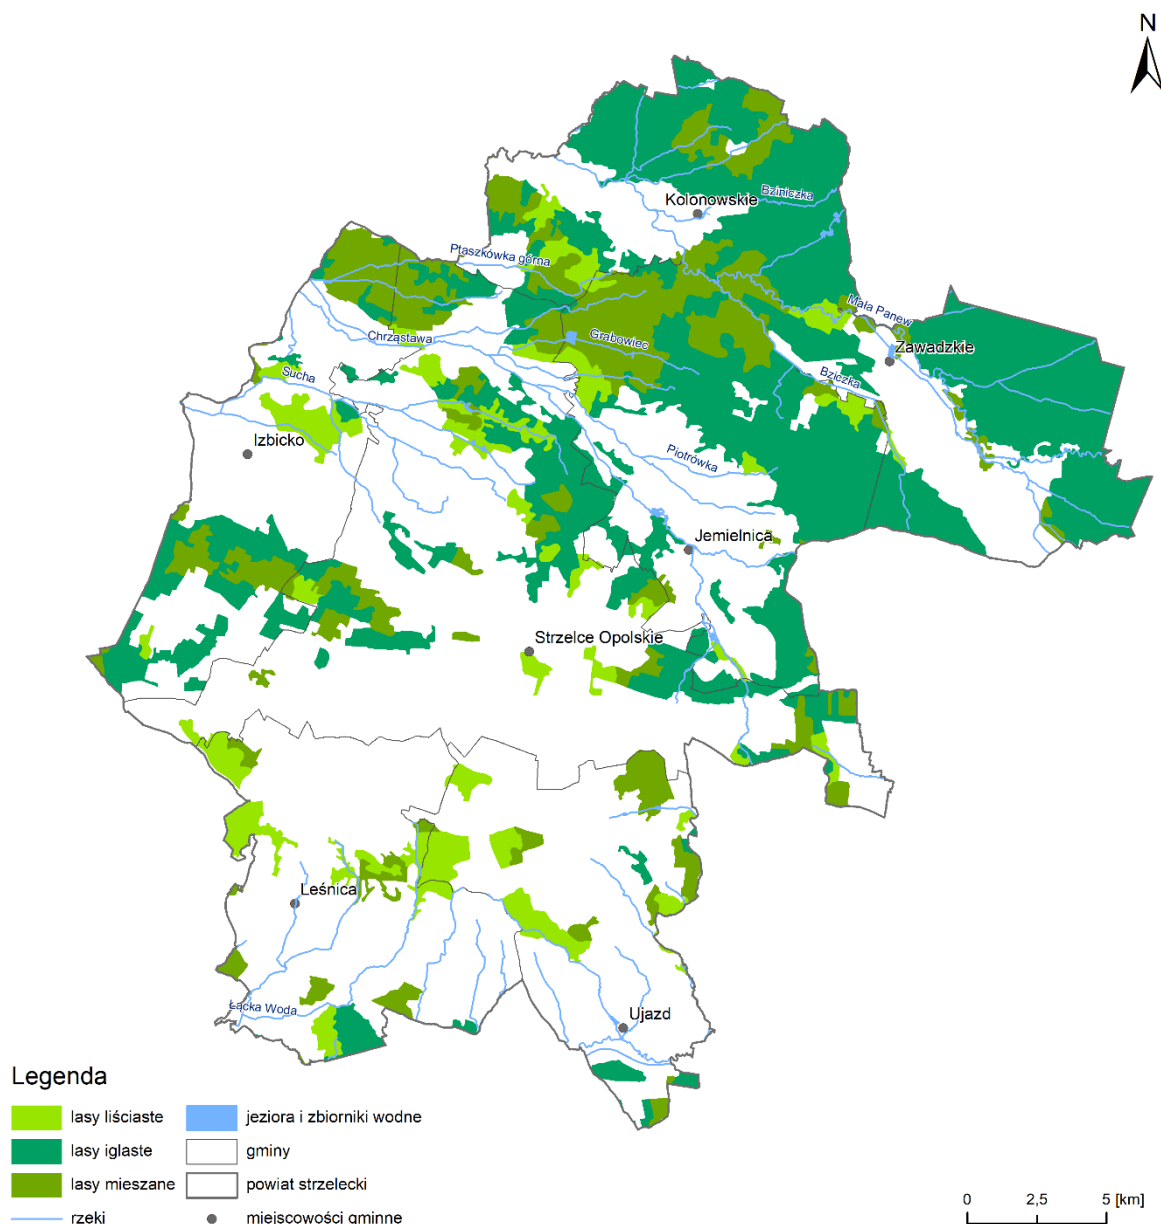 N
Kolonowskie
Bziniczka
Ptaszkówka górna
Mała Panew
Chrząstawa
Grabowiec
Zawadzkie
Sucha
Bziczka
Izbicko
Piotrówka
Jemielnica
Strzelce Opolskie
Leśnica
Łącka Woda
Ujazd
Legenda
lasy liściaste
jeziora i zbiorniki wodne
lasy iglaste
gminy
lasy mieszane
powiat strzelecki
rzeki
miejscowości gminne
0 2,5 5 [km]